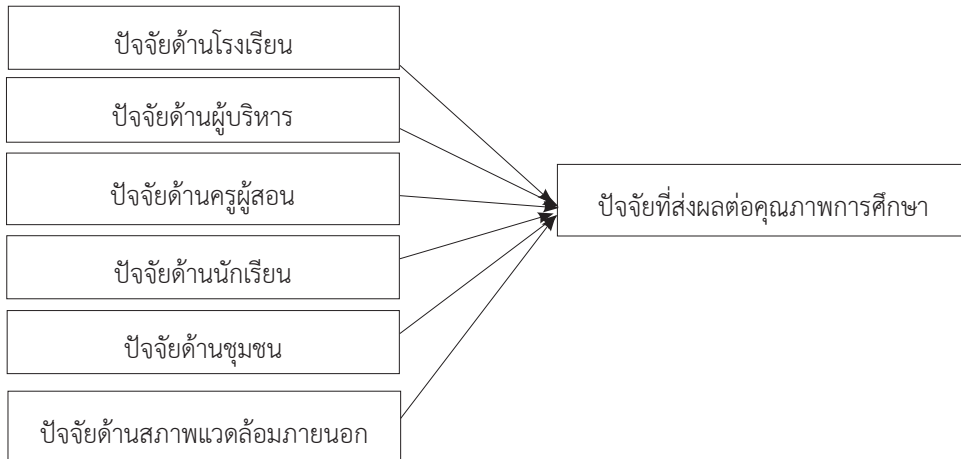 ปัจจัยด้านโรงเรียน
ปัจจัยด้านผู้บริหาร
ปัจจัยด้านครูผู้สอน
ปัจจัยด้านนักเรียน
ปัจจัยด้านชุมชน
ปัจจัยด้านสภาพแวดล้อมภายนอก
ปัจจัยที่ส่งผลต่อคุณภาพการศึกษา